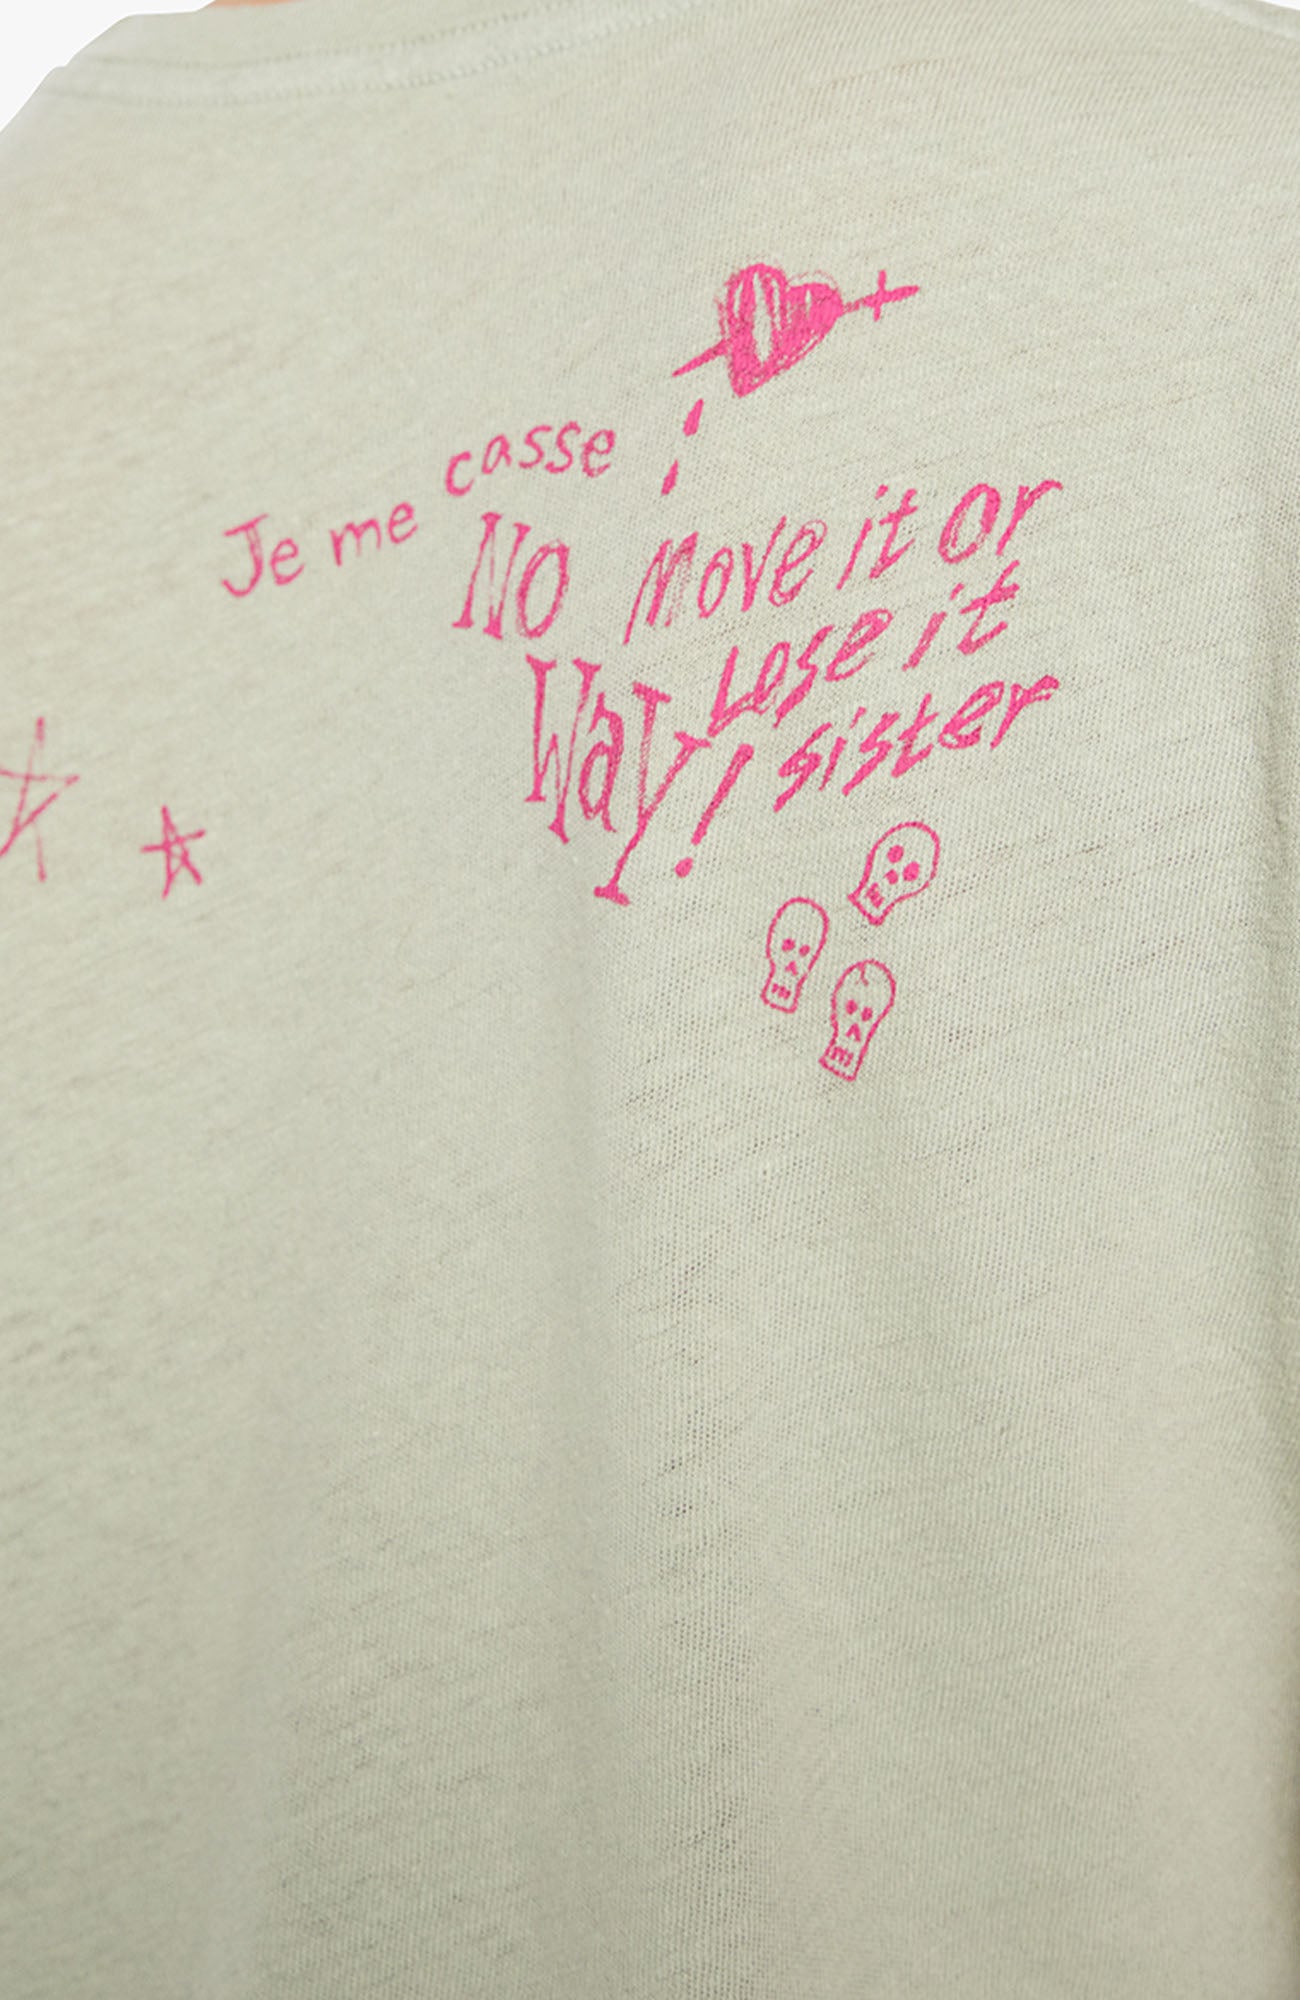 Je me casse
No
Way!
Move it or
Lose it
sister